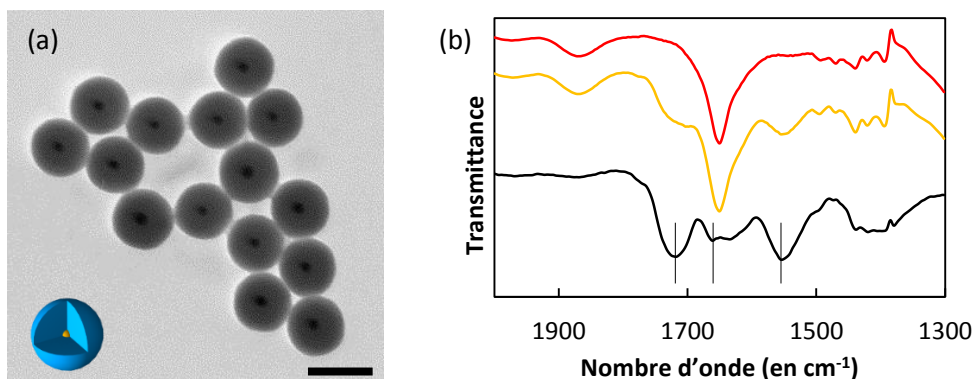 (a)
(b)
Transmittance
1900
1700
1500
1300
Nombre d'onde (en cm⁻¹)